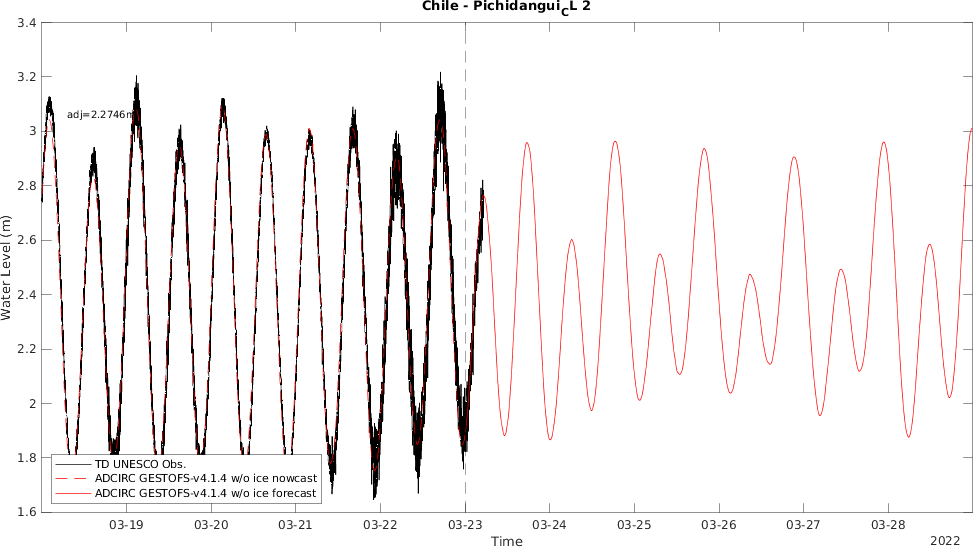 Chile - PichidanguiCL 2
3.4
3.2
3
2.8
2.6
2.4
2.2
2
1.8
1.6
Water Level (m)
adj=2.2746m
TD UNESCO Obs.
ADCIRC GESTOFS-v4.1.4 w/o ice nowcast
ADCIRC GESTOFS-v4.1.4 w/o ice forecast
03-19 03-20 03-21 03-22 03-23 03-24 03-25 03-26 03-27 03-28
Time
2022